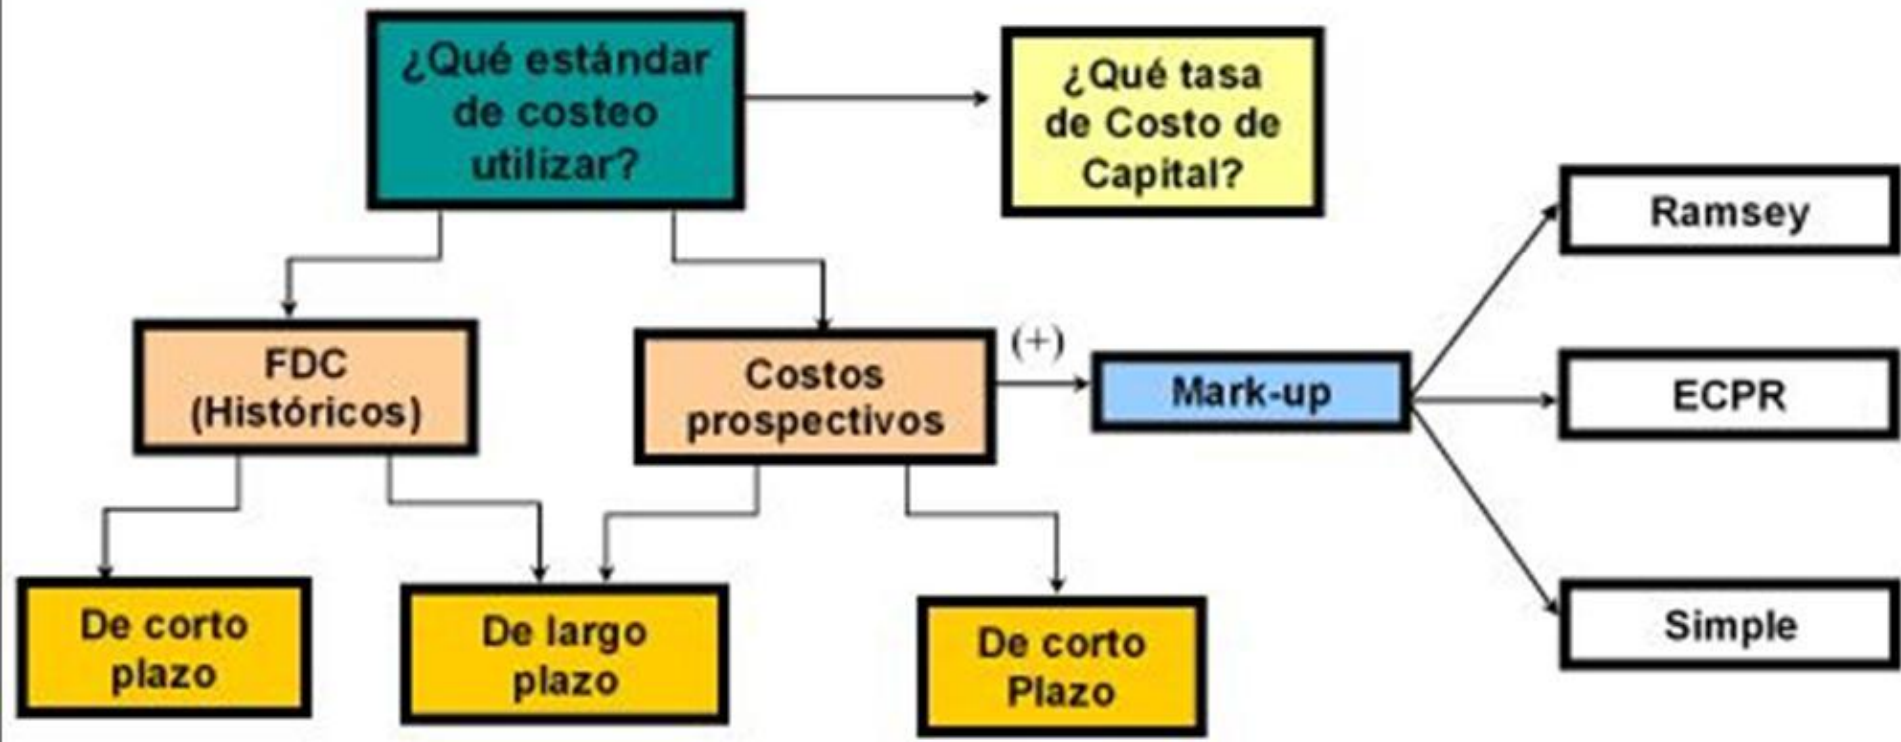 ¿Qué estándar
de costeo
utilizar?
¿Qué tasa
de Costo de
Capital?
Ramsey
FDC
(Históricos)
Costos
prospectivos
(+)
Mark-up
ECPR
De corto
plazo
De largo
plazo
De corto
Plazo
Simple